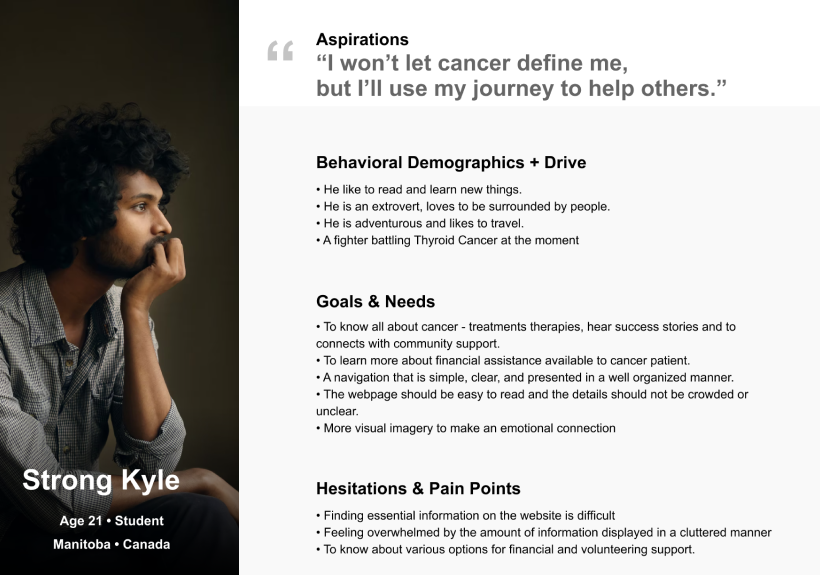 Aspirations
“I won’t let cancer define me,
but I’ll use my journey to help others.”
Behavioral Demographics + Drive
• He like to read and learn new things.
• He is an extrovert, loves to be surrounded by people.
• He is adventurous and likes to travel.
• A fighter battling Thyroid Cancer at the moment
Goals & Needs
• To know all about cancer - treatments therapies, hear success stories and to
connects with community support.
• To learn more about financial assistance available to cancer patient.
• A navigation that is simple, clear, and presented in a well organized manner.
• The webpage should be easy to read and the details should not be crowded or
unclear.
• More visual imagery to make an emotional connection
Hesitations & Pain Points
• Finding essential information on the website is difficult
• Feeling overwhelmed by the amount of information displayed in a cluttered manner
• To know about various options for financial and volunteering support.
Strong Kyle
Age 21 • Student
Manitoba • Canada